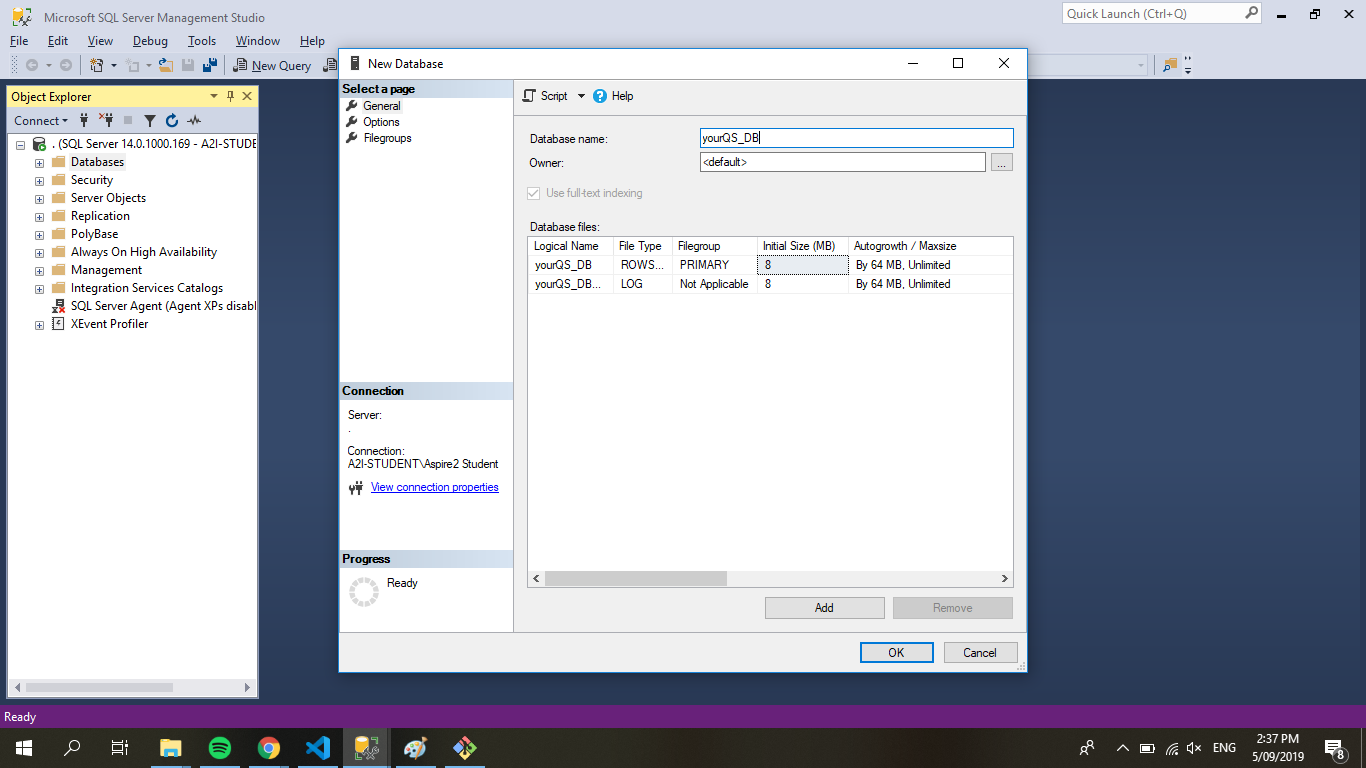 Microsoft SQL Server Management Studio
Quick Launch (Ctrl+Q)
File Edit View Debug Tools Window Help
New Query
Object Explorer
Connect
. (SQL Server 14.0.1000.169 - A2I-STUDE
Databases
Security
Server Objects
Replication
PolyBase
Always On High Availability
Management
Integration Services Catalogs
SQL Server Agent (Agent XPs disabl
XEvent Profiler
New Database
Select a page
General
Options
Filegroups
Connection
Server:
.
Connection:
A2I-STUDENT\Aspire2 Student
View connection properties
Progress
Ready
Script Help
Database name: yourQS_DB
Owner: <default> ...
Use full-text indexing
Database files:
Logical Name File Type Filegroup Initial Size (MB) Autogrowth / Maxsize
yourQS_DB ROWS... PRIMARY 8 By 64 MB, Unlimited
yourQS_DB... LOG Not Applicable 8 By 64 MB, Unlimited
Add Remove
OK Cancel
Ready
ENG
2:37 PM
5/09/2019
8